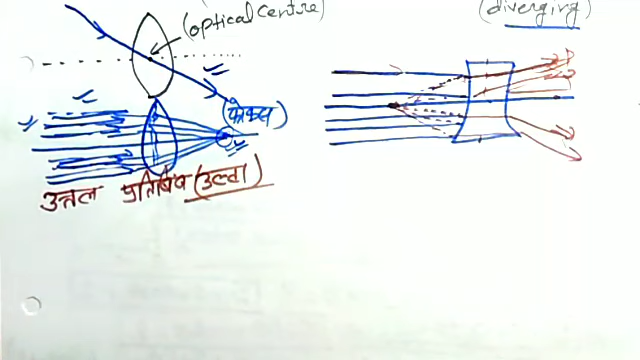 (optical centre)
(diverging)
(फोकस)
उत्तल प्रतिबिंब (उल्टा)